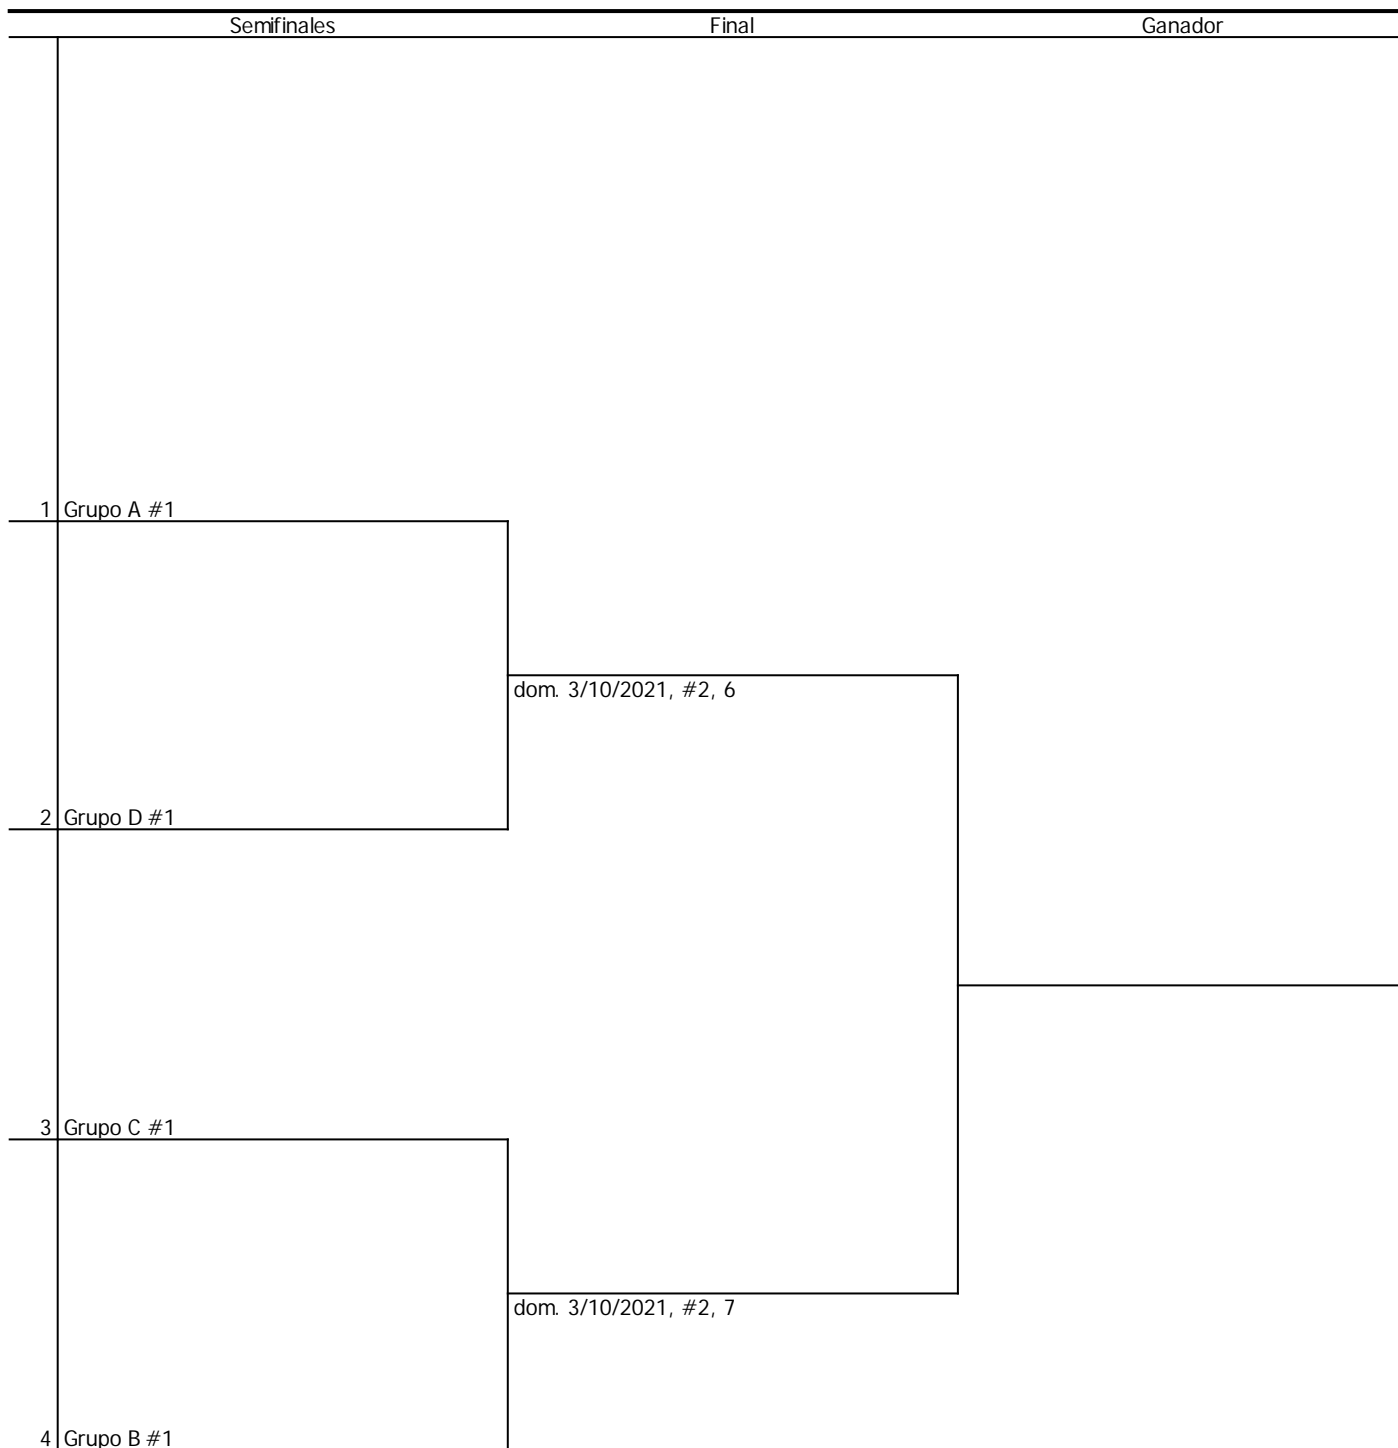 Semifinales Final Ganador
1 Grupo A #1
dom. 3/10/2021, #2, 6
2 Grupo D #1
3 Grupo C #1
dom. 3/10/2021, #2, 7
4 Grupo B #1